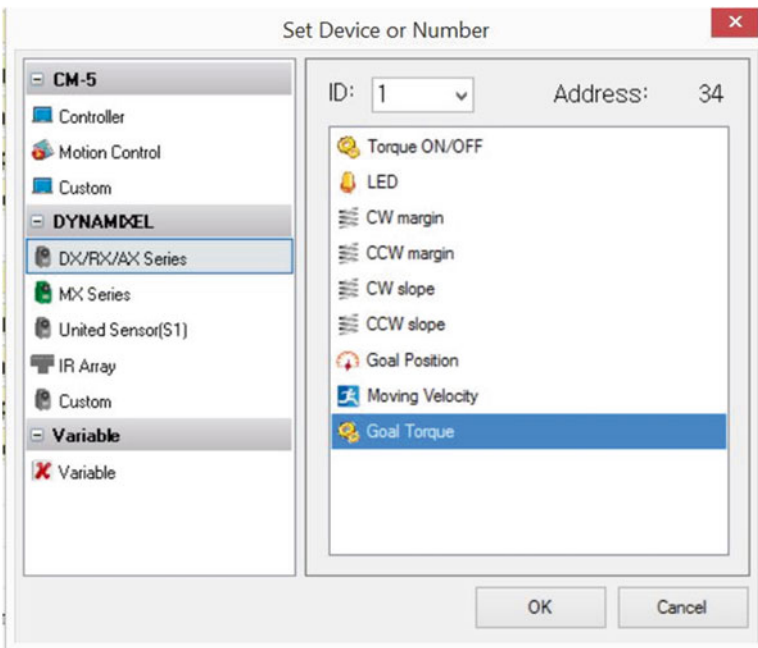 Set Device or Number
CM-5
Controller
Motion Control
Custom
DYNAMIXEL
DX/RX/AX Series
MX Series
United Sensor(S1)
IR Array
Custom
Variable
Variable
ID: 1 Address: 34
Torque ON/OFF
LED
CW margin
CCW margin
CW slope
CCW slope
Goal Position
Moving Velocity
Goal Torque
OK Cancel